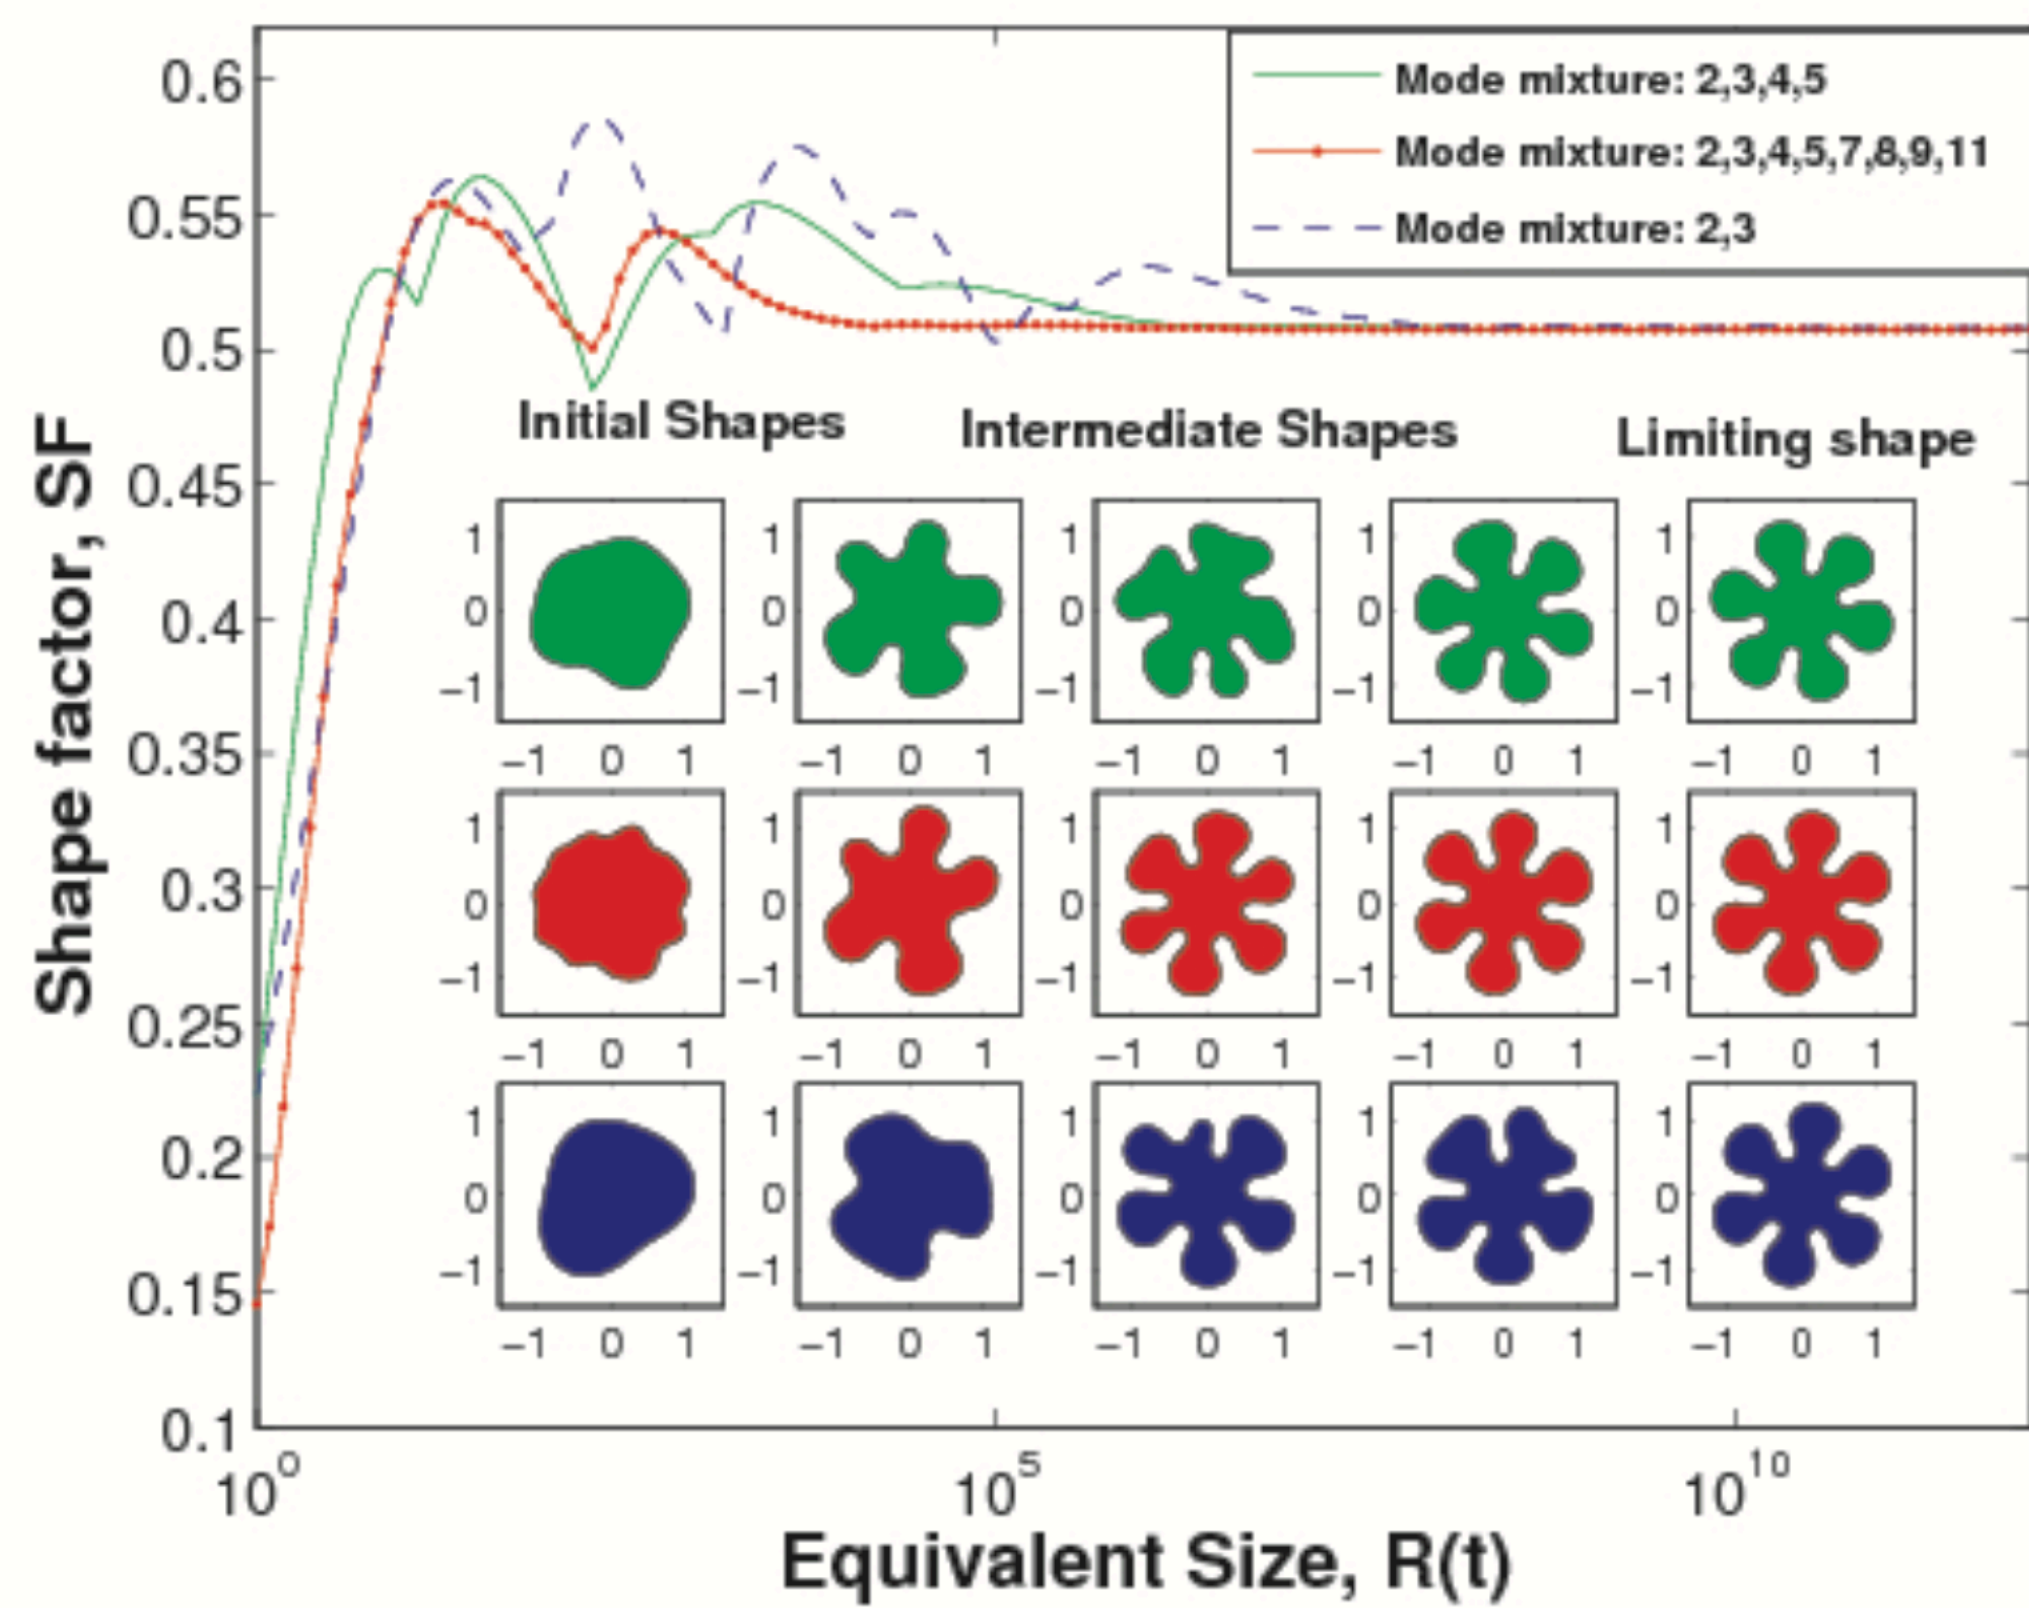 0.6
0.55
0.5
0.45
0.4
0.35
0.3
0.25
0.2
0.15
0.1
Shape factor, SF
Mode mixture: 2,3,4,5
Mode mixture: 2,3,4,5,7,8,9,11
Mode mixture: 2,3
Initial Shapes Intermediate Shapes Limiting shape
1 1 1 1 1
0 0 0 0 0
−1 −1 −1 −1 −1
−1 0 1 −1 0 1 −1 0 1 −1 0 1 −1 0 1
1 1 1 1 1
0 0 0 0 0
−1 −1 −1 −1 −1
−1 0 1 −1 0 1 −1 0 1 −1 0 1 −1 0 1
1 1 1 1 1
0 0 0 0 0
−1 −1 −1 −1 −1
−1 0 1 −1 0 1 −1 0 1 −1 0 1 −1 0 1
10⁰ 10⁵ 10¹⁰
Equivalent Size, R(t)